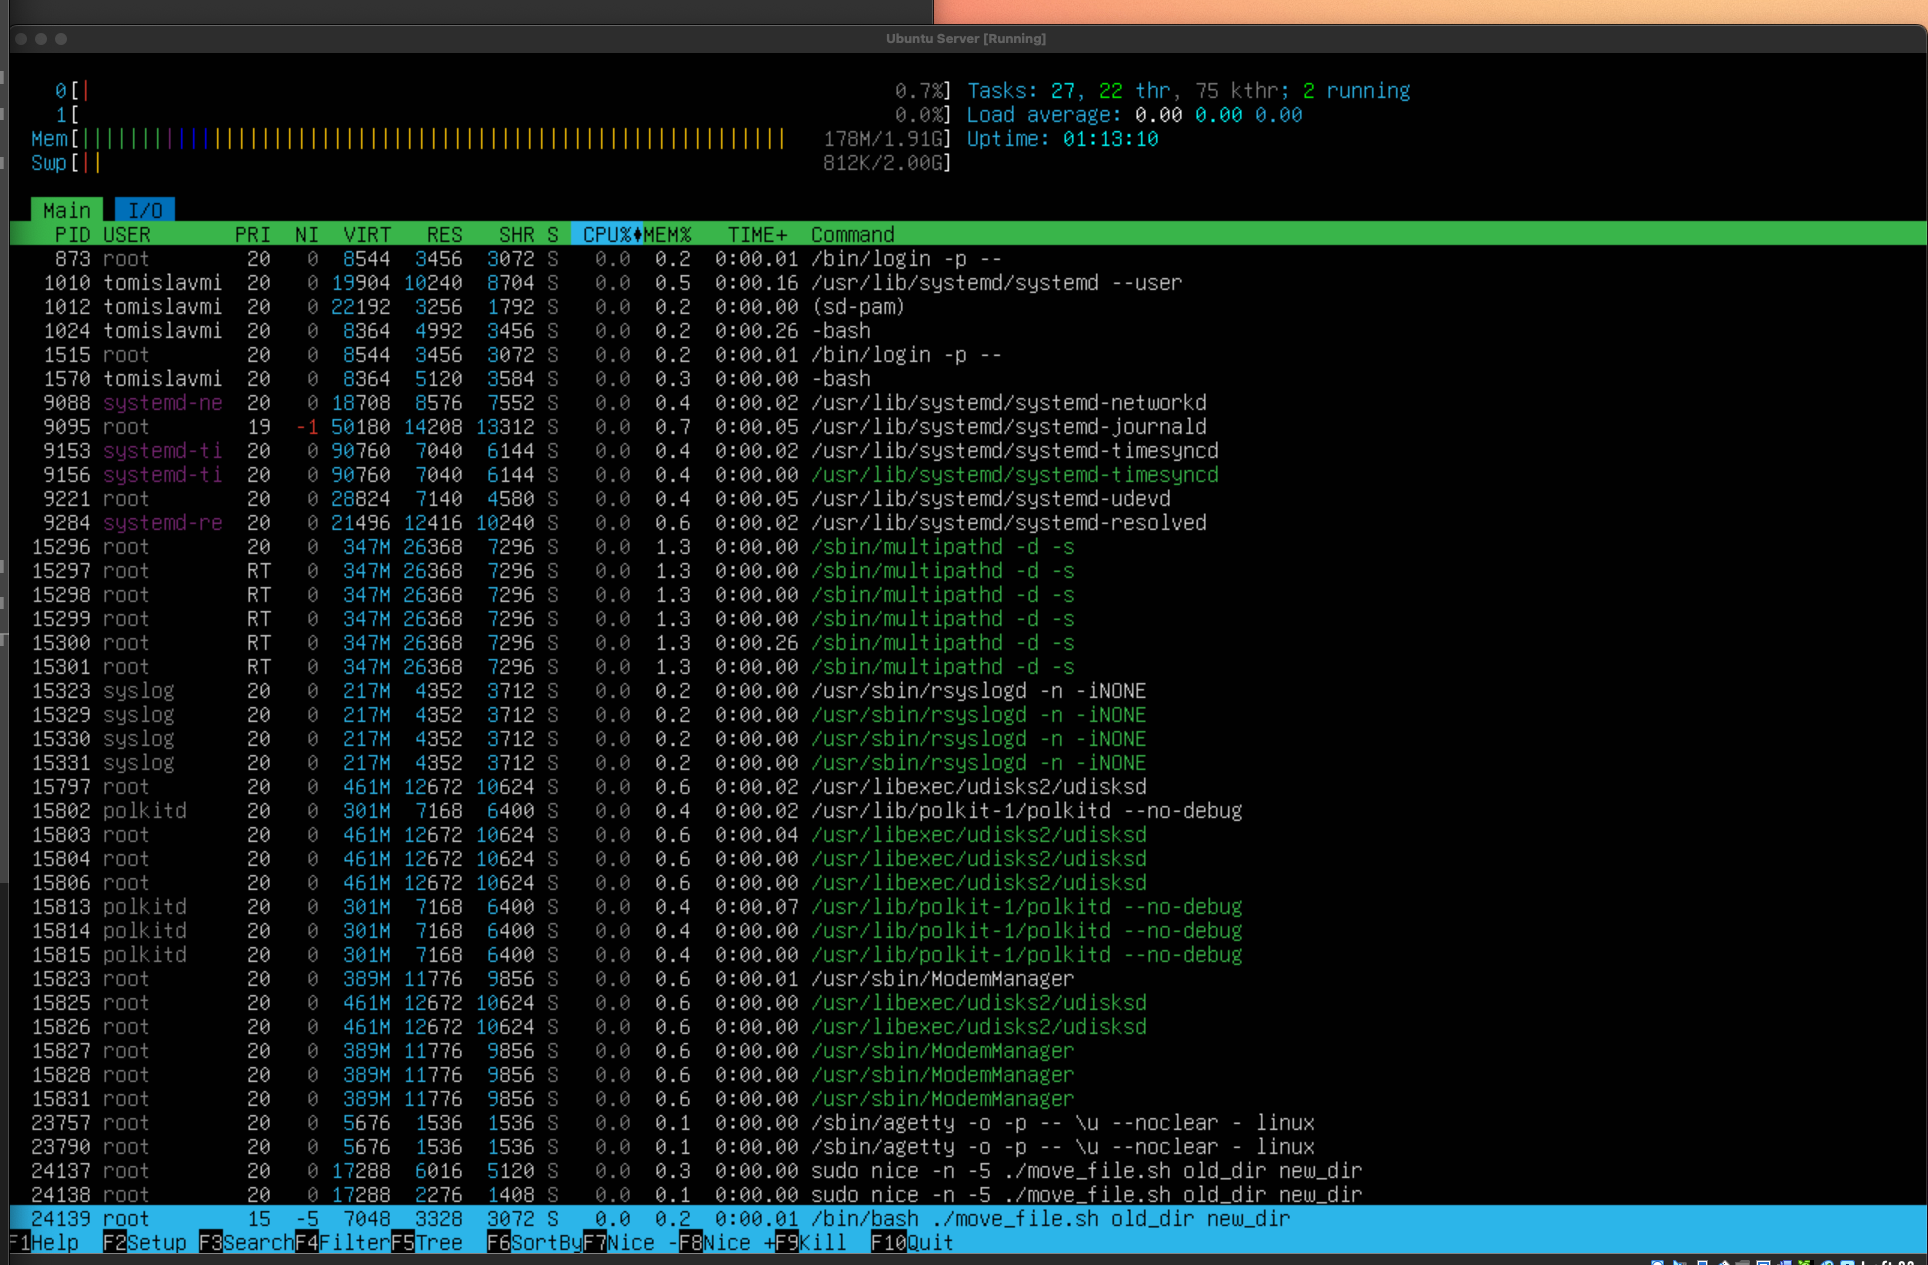 Ubuntu Server [Running]
0[| 0.7%] Tasks: 27, 22 thr, 75 kthr; 2 running
1[ 0.0%] Load average: 0.00 0.00 0.00
Mem[||||||||||||||||||||||||||||||||||||||||||||||||||||||||||| 178M/1.91G] Uptime: 01:13:10
Swp[|| 812K/2.00G]
Main I/O
PID USER PRI NI VIRT RES SHR S CPU% MEM% TIME+ Command
873 root 20 0 8544 3456 3072 S 0.0 0.2 0:00.01 /bin/login -p --
1010 tomislavmi 20 0 19904 10240 8704 S 0.0 0.5 0:00.16 /usr/lib/systemd/systemd --user
1012 tomislavmi 20 0 22192 3256 1792 S 0.0 0.2 0:00.00 (sd-pam)
1024 tomislavmi 20 0 8364 4992 3456 S 0.0 0.2 0:00.26 -bash
1515 root 20 0 8544 3456 3072 S 0.0 0.2 0:00.01 /bin/login -p --
1570 tomislavmi 20 0 8364 5120 3584 S 0.0 0.3 0:00.00 -bash
9088 systemd-ne 20 0 18708 8576 7552 S 0.0 0.4 0:00.02 /usr/lib/systemd/systemd-networkd
9095 root 19 -1 50180 14208 13312 S 0.0 0.7 0:00.05 /usr/lib/systemd/systemd-journald
9153 systemd-ti 20 0 90760 7040 6144 S 0.0 0.4 0:00.02 /usr/lib/systemd/systemd-timesyncd
9156 systemd-ti 20 0 90760 7040 6144 S 0.0 0.4 0:00.00 /usr/lib/systemd/systemd-timesyncd
9221 root 20 0 28824 7140 4580 S 0.0 0.4 0:00.05 /usr/lib/systemd/systemd-udevd
9284 systemd-re 20 0 21496 12416 10240 S 0.0 0.6 0:00.02 /usr/lib/systemd/systemd-resolved
15296 root 20 0 347M 26368 7296 S 0.0 1.3 0:00.00 /sbin/multipathd -d -s
15297 root RT 0 347M 26368 7296 S 0.0 1.3 0:00.00 /sbin/multipathd -d -s
15298 root RT 0 347M 26368 7296 S 0.0 1.3 0:00.00 /sbin/multipathd -d -s
15299 root RT 0 347M 26368 7296 S 0.0 1.3 0:00.00 /sbin/multipathd -d -s
15300 root RT 0 347M 26368 7296 S 0.0 1.3 0:00.26 /sbin/multipathd -d -s
15301 root RT 0 347M 26368 7296 S 0.0 1.3 0:00.00 /sbin/multipathd -d -s
15323 syslog 20 0 217M 4352 3712 S 0.0 0.2 0:00.00 /usr/sbin/rsyslogd -n -iNONE
15329 syslog 20 0 217M 4352 3712 S 0.0 0.2 0:00.00 /usr/sbin/rsyslogd -n -iNONE
15330 syslog 20 0 217M 4352 3712 S 0.0 0.2 0:00.00 /usr/sbin/rsyslogd -n -iNONE
15331 syslog 20 0 217M 4352 3712 S 0.0 0.2 0:00.00 /usr/sbin/rsyslogd -n -iNONE
15797 root 20 0 461M 12672 10624 S 0.0 0.6 0:00.02 /usr/libexec/udisks2/udisksd
15802 polkitd 20 0 301M 7168 6400 S 0.0 0.4 0:00.02 /usr/lib/polkit-1/polkitd --no-debug
15803 root 20 0 461M 12672 10624 S 0.0 0.6 0:00.04 /usr/libexec/udisks2/udisksd
15804 root 20 0 461M 12672 10624 S 0.0 0.6 0:00.00 /usr/libexec/udisks2/udisksd
15806 root 20 0 461M 12672 10624 S 0.0 0.6 0:00.00 /usr/libexec/udisks2/udisksd
15813 polkitd 20 0 301M 7168 6400 S 0.0 0.4 0:00.07 /usr/lib/polkit-1/polkitd --no-debug
15814 polkitd 20 0 301M 7168 6400 S 0.0 0.4 0:00.00 /usr/lib/polkit-1/polkitd --no-debug
15815 polkitd 20 0 301M 7168 6400 S 0.0 0.4 0:00.00 /usr/lib/polkit-1/polkitd --no-debug
15823 root 20 0 389M 11776 9856 S 0.0 0.6 0:00.01 /usr/sbin/ModemManager
15825 root 20 0 461M 12672 10624 S 0.0 0.6 0:00.00 /usr/libexec/udisks2/udisksd
15826 root 20 0 461M 12672 10624 S 0.0 0.6 0:00.00 /usr/libexec/udisks2/udisksd
15827 root 20 0 389M 11776 9856 S 0.0 0.6 0:00.00 /usr/sbin/ModemManager
15828 root 20 0 389M 11776 9856 S 0.0 0.6 0:00.00 /usr/sbin/ModemManager
15831 root 20 0 389M 11776 9856 S 0.0 0.6 0:00.00 /usr/sbin/ModemManager
23757 root 20 0 5676 1536 1536 S 0.0 0.1 0:00.00 /sbin/agetty -o -p -- \u --noclear - linux
23790 root 20 0 5676 1536 1536 S 0.0 0.1 0:00.00 /sbin/agetty -o -p -- \u --noclear - linux
24137 root 20 0 17288 6016 5120 S 0.0 0.3 0:00.00 sudo nice -n -5 ./move_file.sh old_dir new_dir
24138 root 20 0 17288 2276 1408 S 0.0 0.1 0:00.00 sudo nice -n -5 ./move_file.sh old_dir new_dir
24139 root 15 -5 7048 3328 3072 S 0.0 0.2 0:00.01 /bin/bash ./move_file.sh old_dir new_dir
F1Help F2Setup F3SearchF4FilterF5Tree F6SortByF7Nice -F8Nice +F9Kill F10Quit